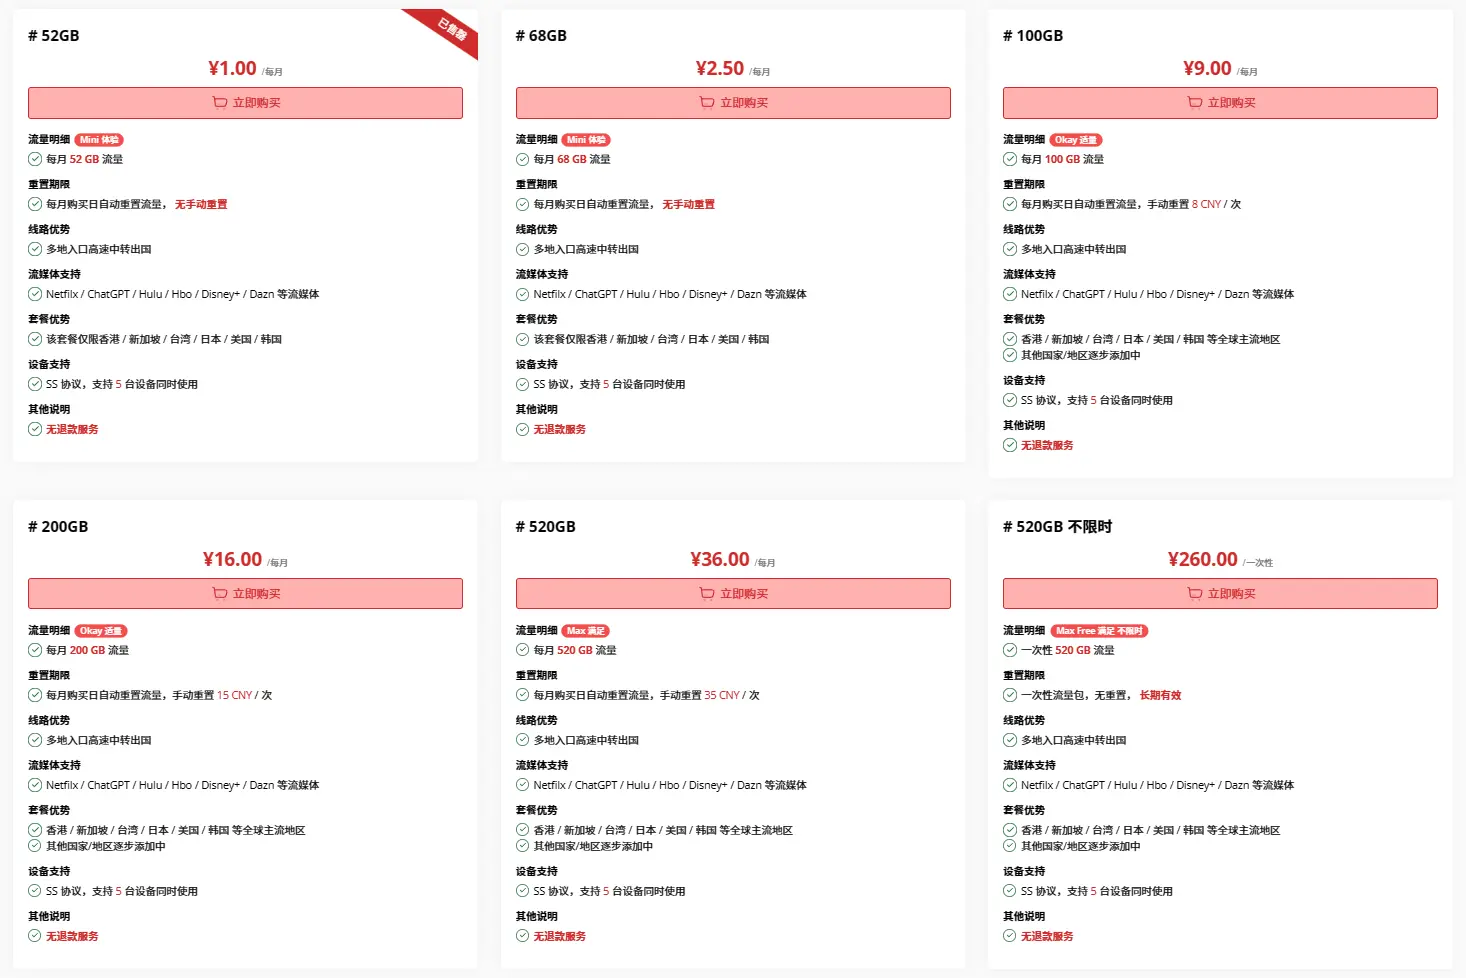 # 52GB
已售罄
¥1.00 /每月
立即购买
流量明细 Mini 体验
每月 52 GB 流量
重置期限
每月购买日自动重置流量， 无手动重置
线路优势
多地入口高速中转出国
流媒体支持
Netfilx / ChatGPT / Hulu / Hbo / Disney+ / Dazn 等流媒体
套餐优势
该套餐仅限香港 / 新加坡 / 台湾 / 日本 / 美国 / 韩国
设备支持
SS 协议，支持 5 台设备同时使用
其他说明
无退款服务
# 68GB
¥2.50 /每月
立即购买
流量明细 Mini 体验
每月 68 GB 流量
重置期限
每月购买日自动重置流量， 无手动重置
线路优势
多地入口高速中转出国
流媒体支持
Netfilx / ChatGPT / Hulu / Hbo / Disney+ / Dazn 等流媒体
套餐优势
该套餐仅限香港 / 新加坡 / 台湾 / 日本 / 美国 / 韩国
设备支持
SS 协议，支持 5 台设备同时使用
其他说明
无退款服务
# 100GB
¥9.00 /每月
立即购买
流量明细 Okay 适量
每月 100 GB 流量
重置期限
每月购买日自动重置流量，手动重置 8 CNY / 次
线路优势
多地入口高速中转出国
流媒体支持
Netfilx / ChatGPT / Hulu / Hbo / Disney+ / Dazn 等流媒体
套餐优势
香港 / 新加坡 / 台湾 / 日本 / 美国 / 韩国 等全球主流地区
其他国家/地区逐步添加中
设备支持
SS 协议，支持 5 台设备同时使用
其他说明
无退款服务
# 200GB
¥16.00 /每月
立即购买
流量明细 Okay 适量
每月 200 GB 流量
重置期限
每月购买日自动重置流量，手动重置 15 CNY / 次
线路优势
多地入口高速中转出国
流媒体支持
Netfilx / ChatGPT / Hulu / Hbo / Disney+ / Dazn 等流媒体
套餐优势
香港 / 新加坡 / 台湾 / 日本 / 美国 / 韩国 等全球主流地区
其他国家/地区逐步添加中
设备支持
SS 协议，支持 5 台设备同时使用
其他说明
无退款服务
# 520GB
¥36.00 /每月
立即购买
流量明细 Max 满足
每月 520 GB 流量
重置期限
每月购买日自动重置流量，手动重置 35 CNY / 次
线路优势
多地入口高速中转出国
流媒体支持
Netfilx / ChatGPT / Hulu / Hbo / Disney+ / Dazn 等流媒体
套餐优势
香港 / 新加坡 / 台湾 / 日本 / 美国 / 韩国 等全球主流地区
其他国家/地区逐步添加中
设备支持
SS 协议，支持 5 台设备同时使用
其他说明
无退款服务
# 520GB 不限时
¥260.00 /一次性
立即购买
流量明细 Max Free 满足 不限时
一次性 520 GB 流量
重置期限
一次性流量包，无重置， 长期有效
线路优势
多地入口高速中转出国
流媒体支持
Netfilx / ChatGPT / Hulu / Hbo / Disney+ / Dazn 等流媒体
套餐优势
香港 / 新加坡 / 台湾 / 日本 / 美国 / 韩国 等全球主流地区
其他国家/地区逐步添加中
设备支持
SS 协议，支持 5 台设备同时使用
其他说明
无退款服务